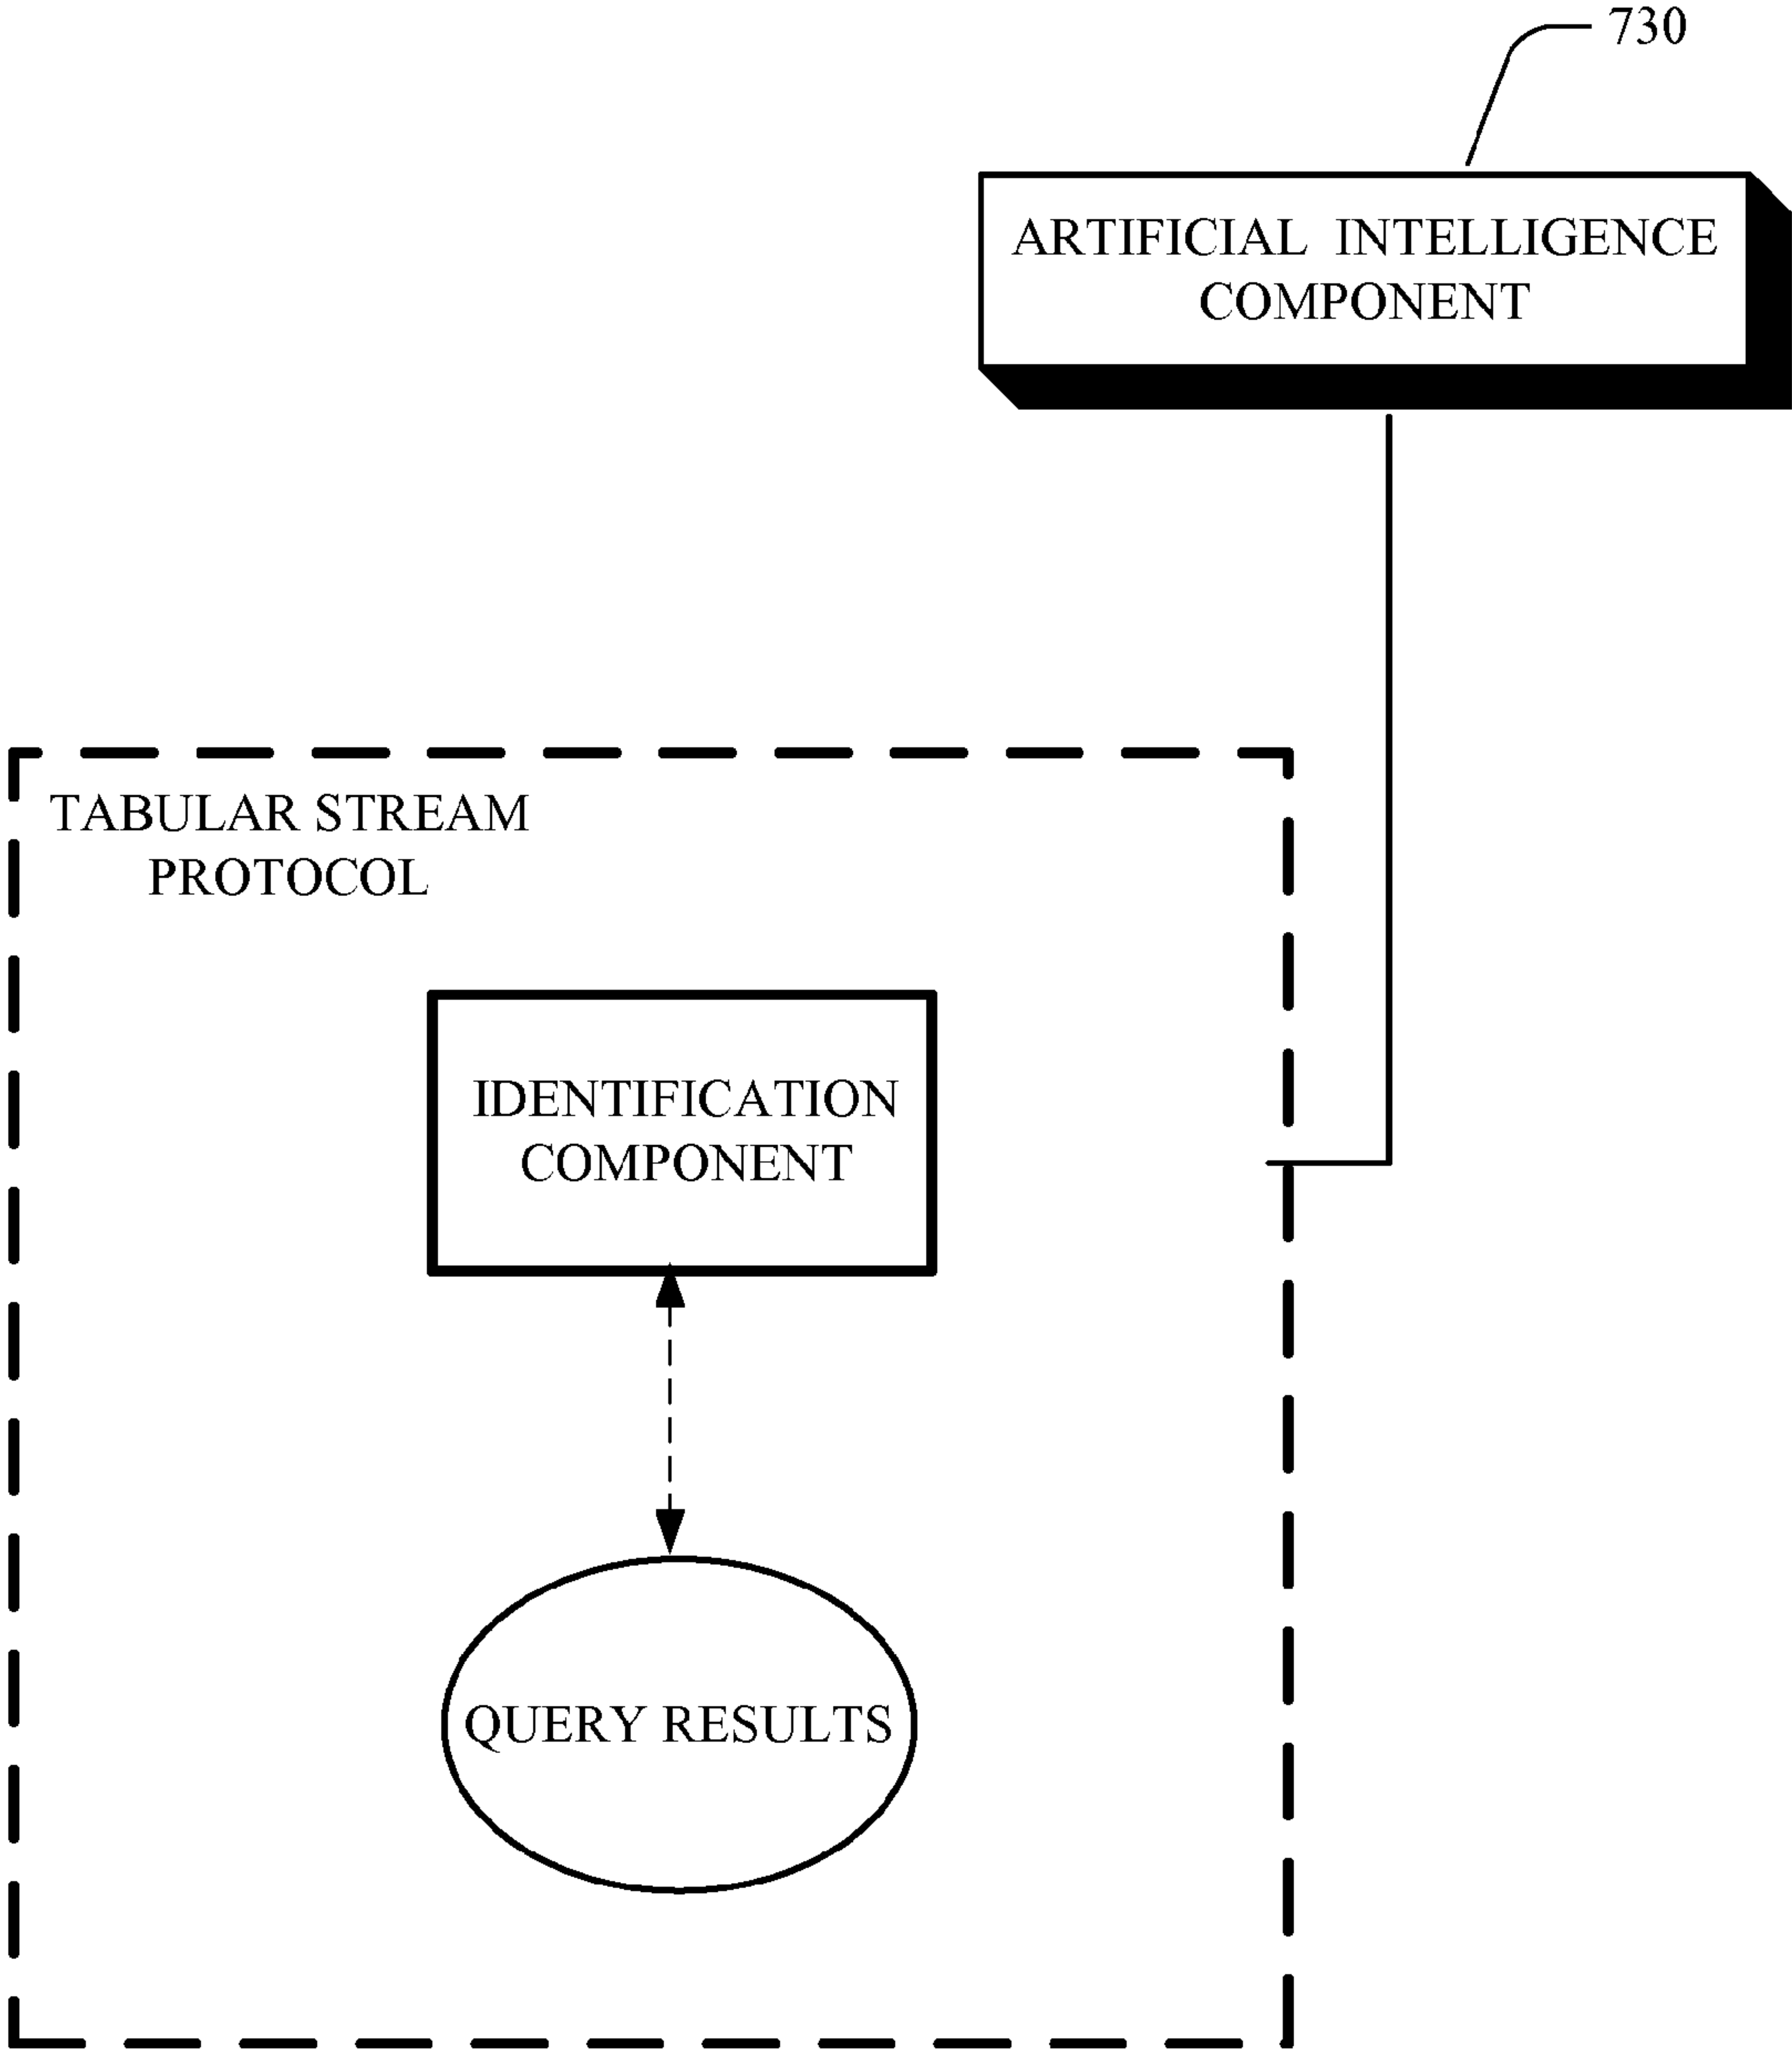 730
ARTIFICIAL INTELLIGENCE
COMPONENT
TABULAR STREAM
PROTOCOL
IDENTIFICATION
COMPONENT
QUERY RESULTS